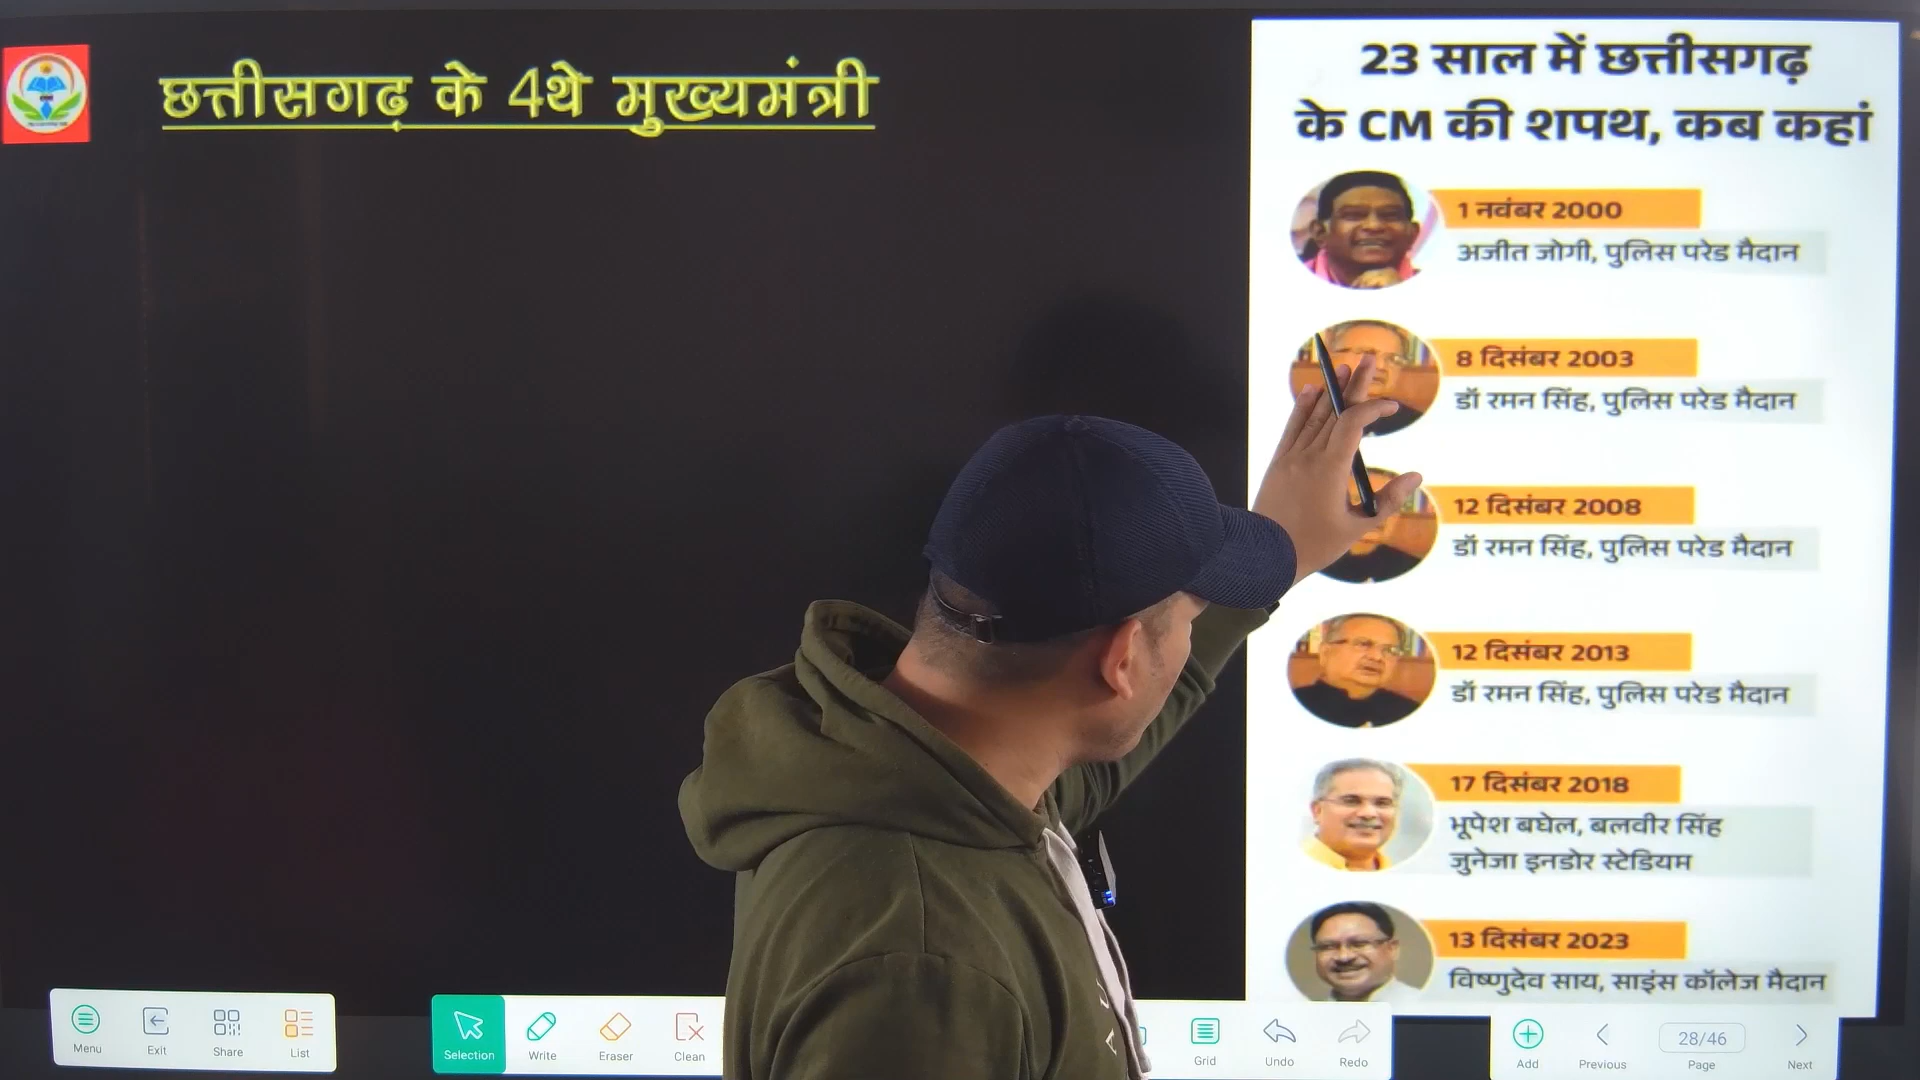 छत्तीसगढ़ के 4थे मुख्यमंत्री
23 साल में छत्तीसगढ़
के CM की शपथ, कब कहां
1 नवंबर 2000
अजीत जोगी, पुलिस परेड मैदान
8 दिसंबर 2003
डॉ रमन सिंह, पुलिस परेड मैदान
12 दिसंबर 2008
डॉ रमन सिंह, पुलिस परेड मैदान
12 दिसंबर 2013
डॉ रमन सिंह, पुलिस परेड मैदान
17 दिसंबर 2018
भूपेश बघेल, बलवीर सिंह
जुनेजा इनडोर स्टेडियम
13 दिसंबर 2023
विष्णुदेव साय, साइंस कॉलेज मैदान
Menu Exit Share List Selection Write Eraser Clean Grid Undo Redo Add Previous 28/46 Page Next